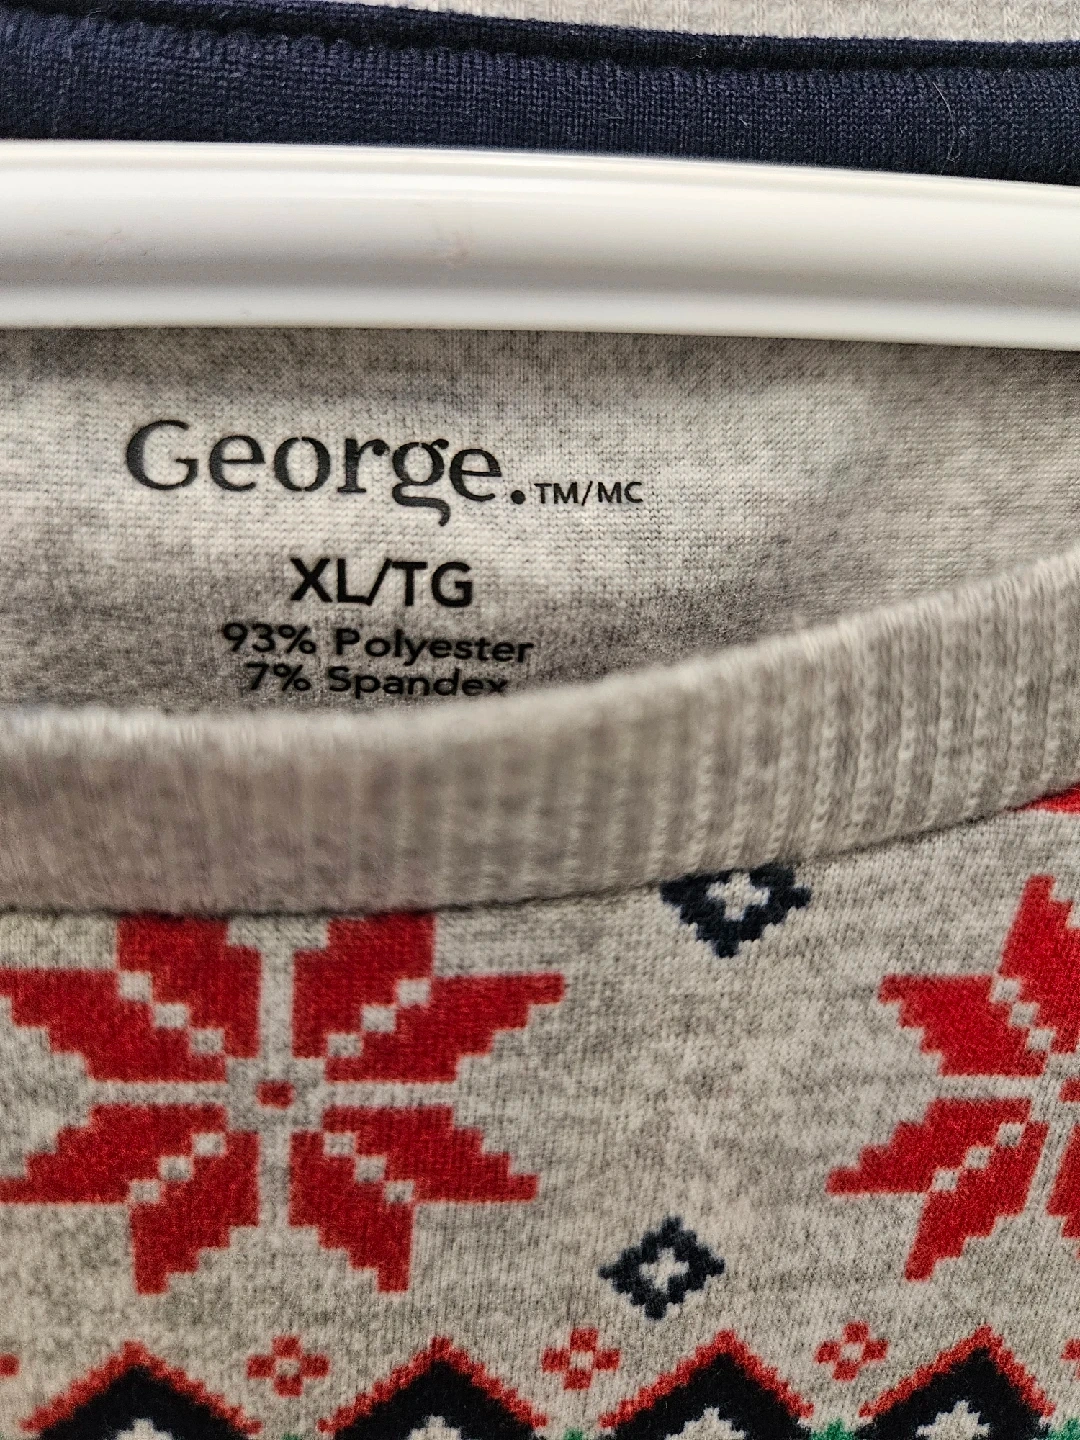 George.TM/MC
XL/TG
93% Polyester
7% Spandex